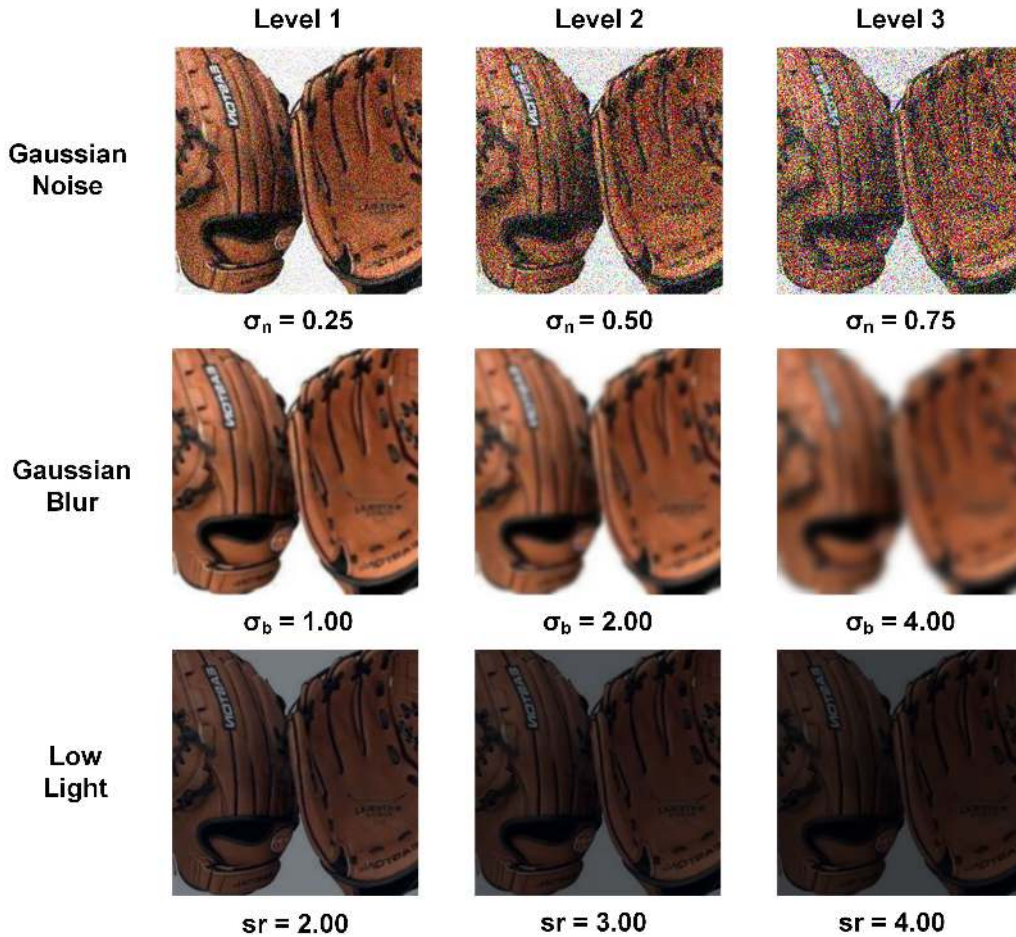 Level 1 Level 2 Level 3
Gaussian
Noise
σn = 0.25 σn = 0.50 σn = 0.75
Gaussian
Blur
σb = 1.00 σb = 2.00 σb = 4.00
Low
Light
sr = 2.00 sr = 3.00 sr = 4.00